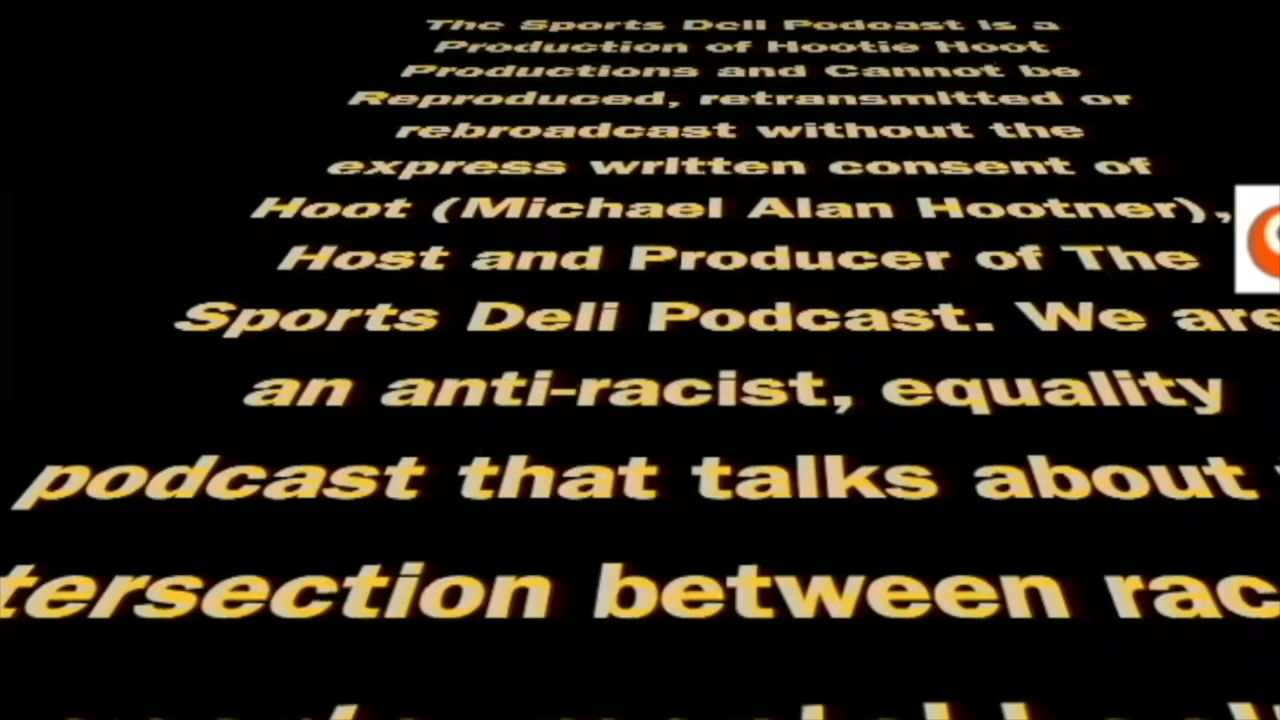 The Sports Deli Podcast is a
Production of Hootie Hoot
Productions and Cannot be
Reproduced, retransmitted or
rebroadcast without the
express written consent of
Hoot (Michael Alan Hootner),
Host and Producer of The
Sports Deli Podcast. We are
an anti-racist, equality
podcast that talks about
tersection between rac